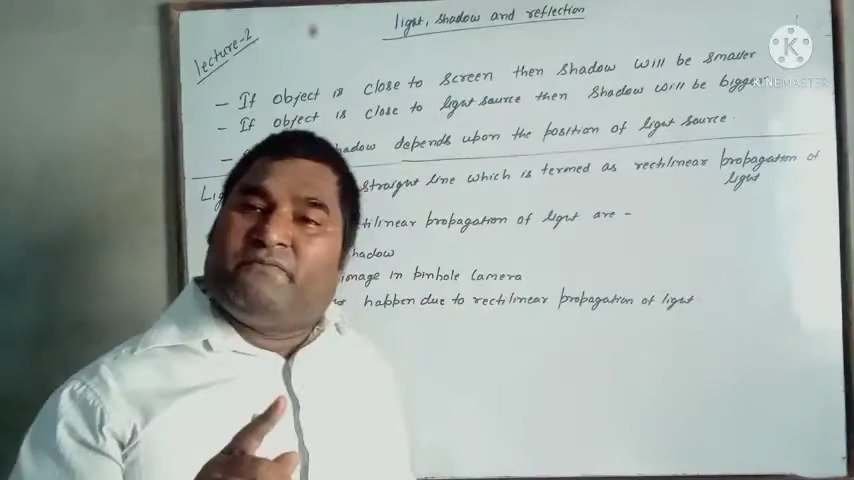 light, shadow and reflection
lecture-2
- If object is close to screen then shadow will be smaller
- If object is close to light source then shadow will be bigger
- shadow depends upon the position of light source.
straight line which is termed as rectilinear propagation of
light
rectilinear propagation of light are -
shadow
image in pinhole camera
happen due to rectilinear propagation of light.
K
KINEMASTER